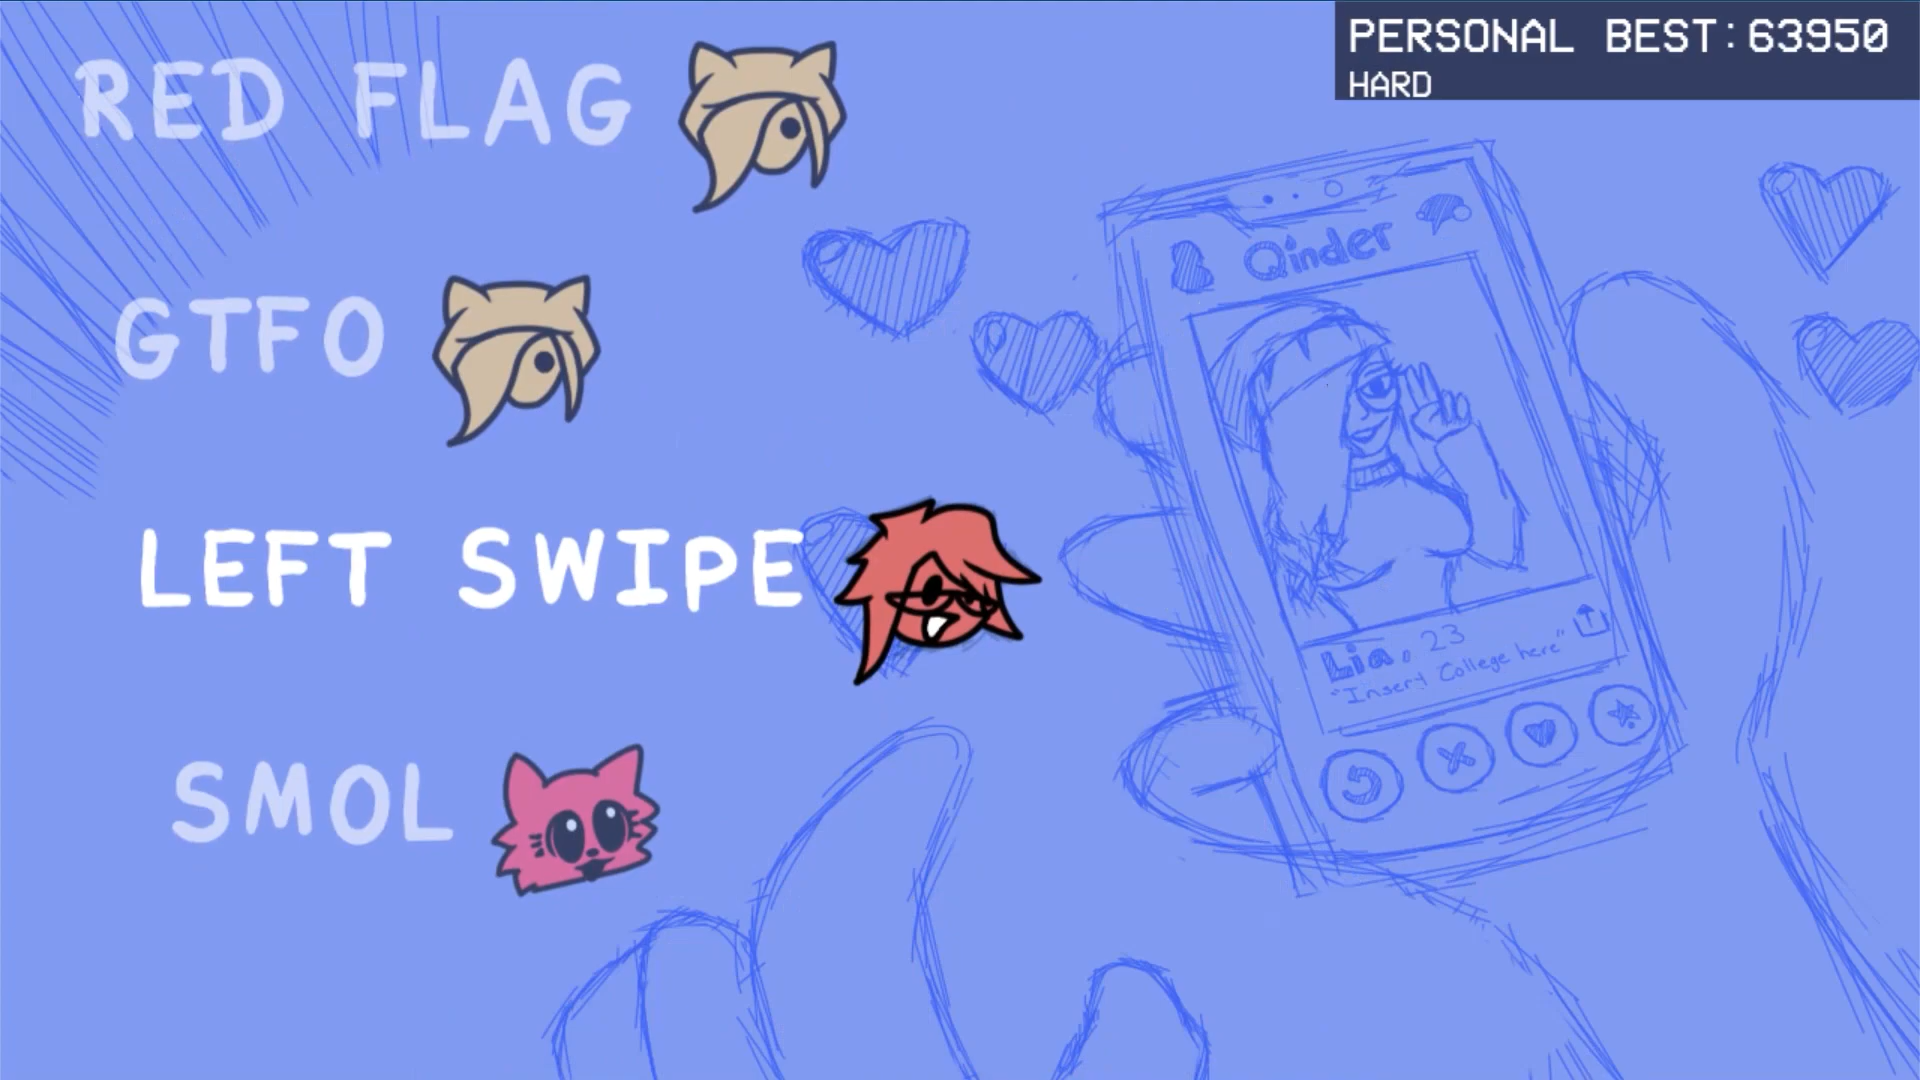 PERSONAL BEST:63950
HARD
RED FLAG
GTFO
LEFT SWIPE
SMOL
Qinder
Lia, 23
"Insert College here"